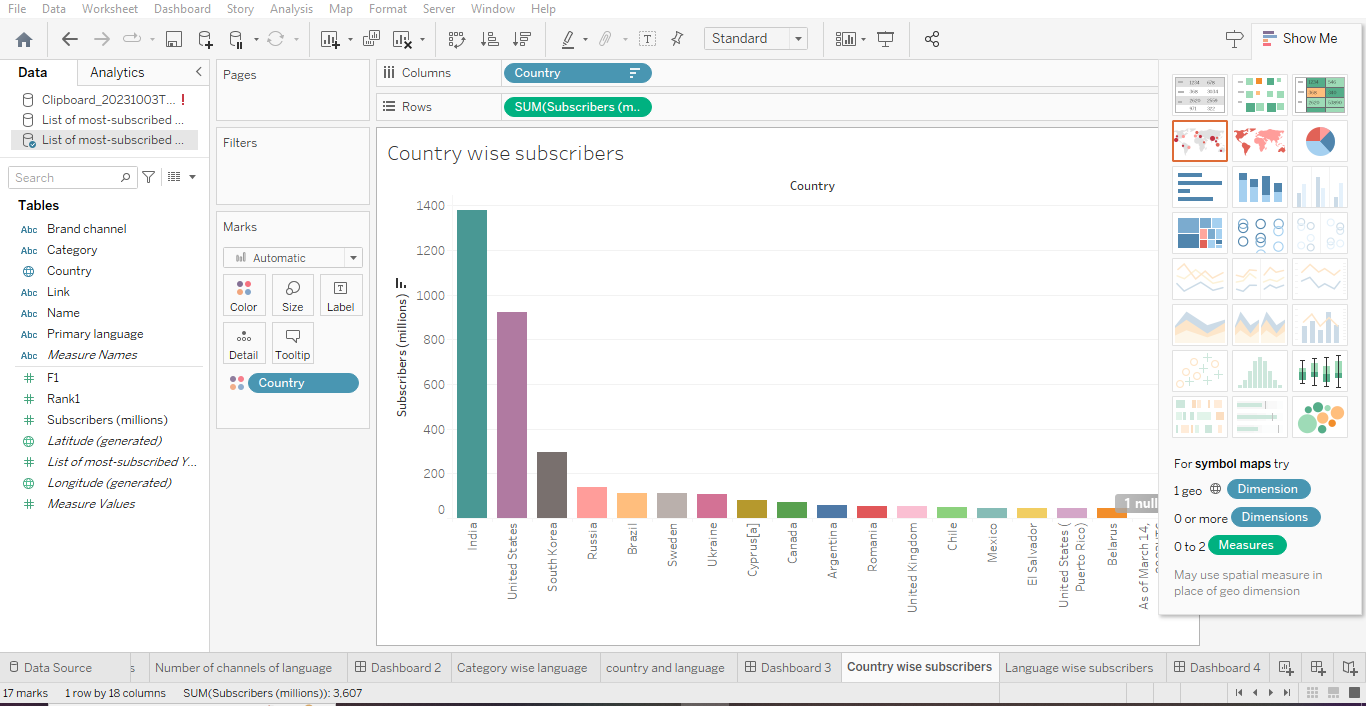 File Data Worksheet Dashboard Story Analysis Map Format Server Window Help
Standard
Show Me
Data Analytics
Clipboard_20231003T... !
List of most-subscribed ...
List of most-subscribed ...
Search
Tables
Abc Brand channel
Abc Category
Country
Abc Link
Abc Name
Abc Primary language
Abc Measure Names
F1
Rank1
Subscribers (millions)
Latitude (generated)
List of most-subscribed Y...
Longitude (generated)
Measure Values
Pages
Filters
Marks
Automatic
Color Size Label
Detail Tooltip
Country
Columns Country
Rows SUM(Subscribers (m..
Country wise subscribers
Country
Subscribers (millions)
1400
1200
1000
800
600
400
200
0
1 null
India
United States
South Korea
Russia
Brazil
Sweden
Ukraine
Cyprus[a]
Canada
Argentina
Romania
United Kingdom
Chile
Mexico
El Salvador
United States (
Puerto Rico)
Belarus
As of March 14,
For symbol maps try
1 geo Dimension
0 or more Dimensions
0 to 2 Measures
May use spatial measure in
place of geo dimension
Data Source s Number of channels of language Dashboard 2 Category wise language country and language Dashboard 3 Country wise subscribers Language wise subscribers Dashboard 4
17 marks 1 row by 18 columns SUM(Subscribers (millions)): 3,607